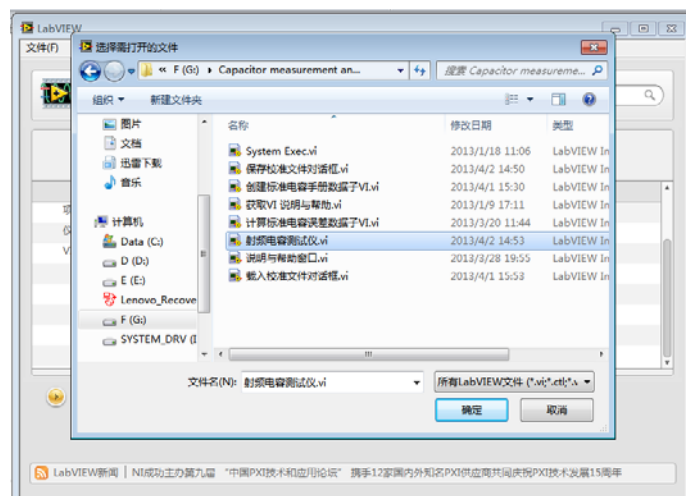 LabVIEW
文件(F)
选择需打开的文件
« F (G:) ▸ Capacitor measurement an...
搜索 Capacitor measureme...
组织 新建文件夹
名称 修改日期 类型
图片
文档
迅雷下载
音乐
计算机
Data (C:)
D (D:)
E (E:)
Lenovo_Recove
F (G:)
SYSTEM_DRV (I
System Exec.vi 2013/1/18 11:06 LabVIEW In
保存校准文件对话框.vi 2013/4/2 14:50 LabVIEW In
创建标准电容手册数据子VI.vi 2013/4/1 15:30 LabVIEW In
获取VI 说明与帮助.vi 2013/1/9 17:11 LabVIEW In
计算标准电容误差数据子VI.vi 2013/3/20 11:44 LabVIEW In
射频电容测试仪.vi 2013/4/2 14:53 LabVIEW In
说明与帮助窗口.vi 2013/3/28 19:55 LabVIEW In
载入校准文件对话框.vi 2013/4/1 15:53 LabVIEW In
文件名(N): 射频电容测试仪.vi
所有LabVIEW文件 (*.vi;*.ctl;*.v
确定 取消
LabVIEW新闻 | NI成功主办第九届 “中国PXI技术和应用论坛” 携手12家国内外知名PXI供应商共同庆祝PXI技术发展15周年